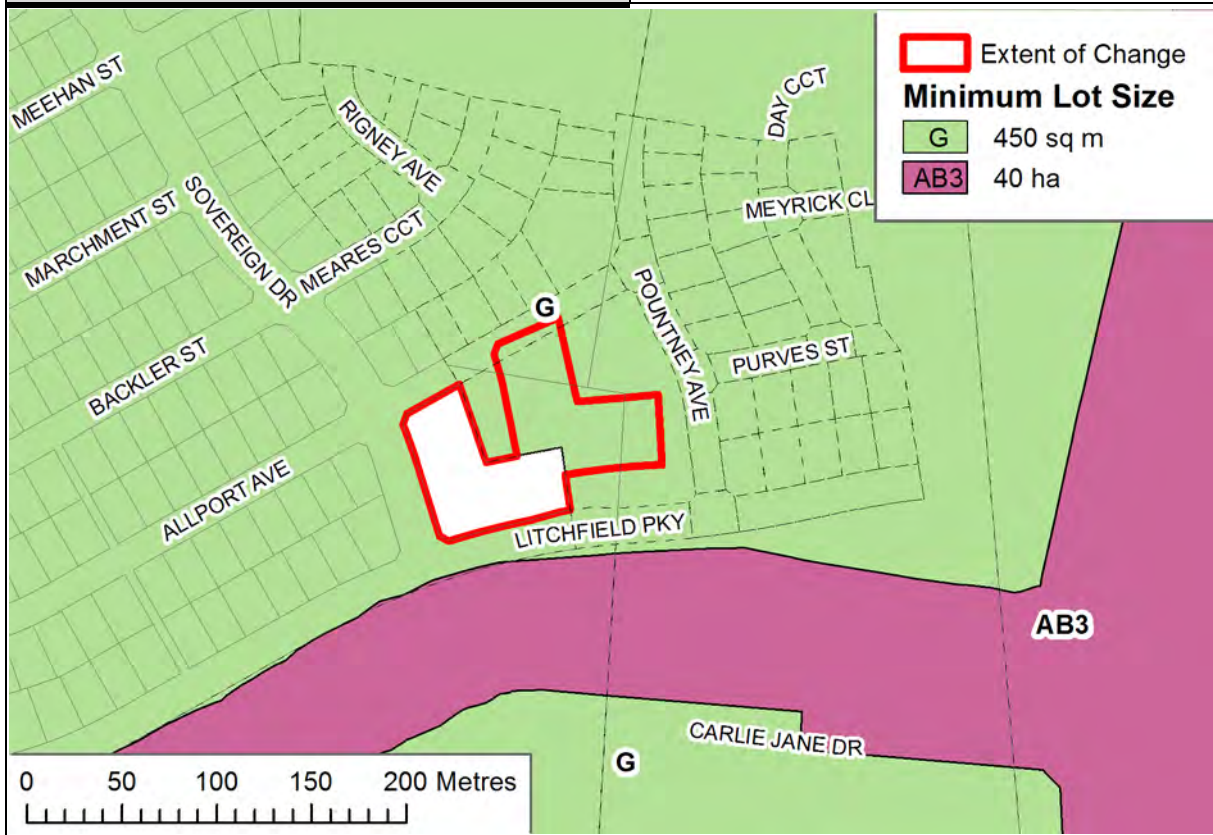 MEEHAN ST
RIGNEY AVE
DAY CCT
MARCHMENT ST
SOVEREIGN DR
MEARES CCT
MEYRICK CL
BACKLER ST
G
POUNTNEY AVE
PURVES ST
ALLPORT AVE
LITCHFIELD PKY
AB3
CARLIE JANE DR
G
Extent of Change
Minimum Lot Size
G 450 sq m
AB3 40 ha
0 50 100 150 200 Metres